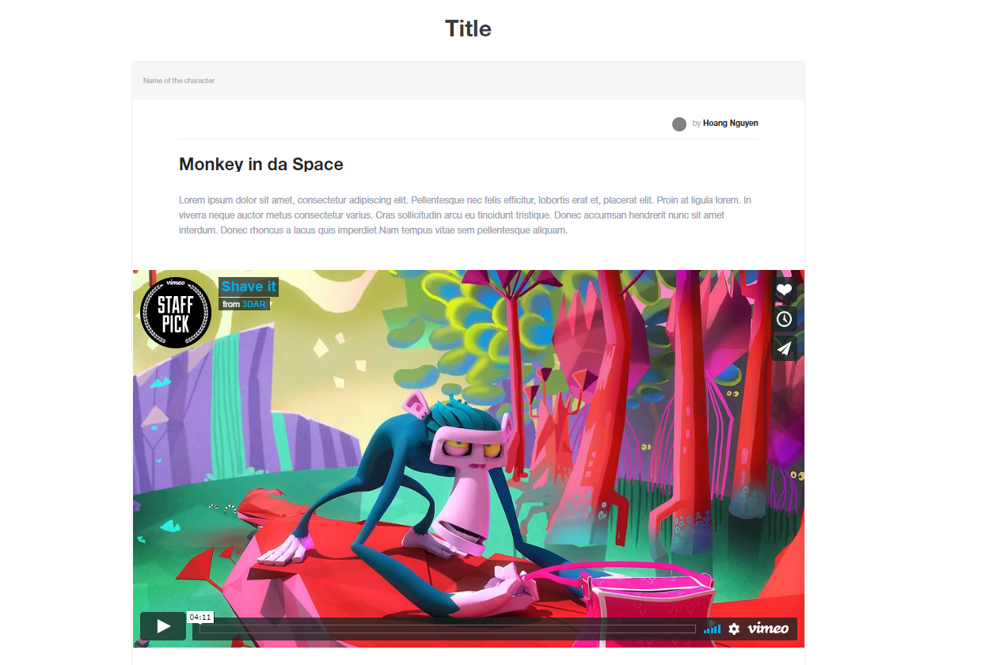 Title
Name of the character
by Hoang Nguyen
Monkey in da Space
Lorem ipsum dolor sit amet, consectetur adipiscing elit. Pellentesque nec felis efficitur, lobortis erat et, placerat elit. Proin at ligula lorem. In
viverra neque auctor metus consectetur varius. Cras sollicitudin arcu eu tincidunt tristique. Donec accumsan hendrerit nunc sit amet
interdum. Donec rhoncus a lacus quis imperdiet.Nam tempus vitae sem pellentesque aliquam.
vimeo
STAFF
PICK
Shave it
from 3DAR
04:11
vimeo